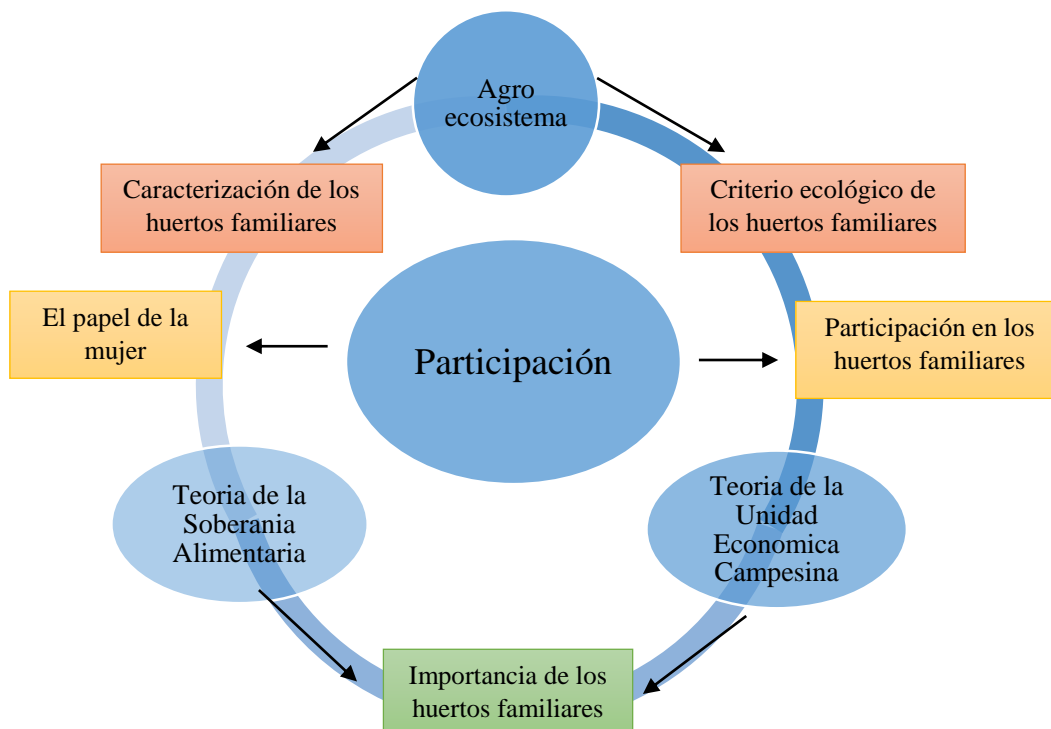 Agro
ecosistema
Caracterización de los
huertos familiares
Criterio ecológico de
los huertos familiares
El papel de la
mujer
Participación
Participación en los
huertos familiares
Teoria de la
Soberania
Alimentaria
Teoria de la
Unidad
Economica
Campesina
Importancia de los
huertos familiares